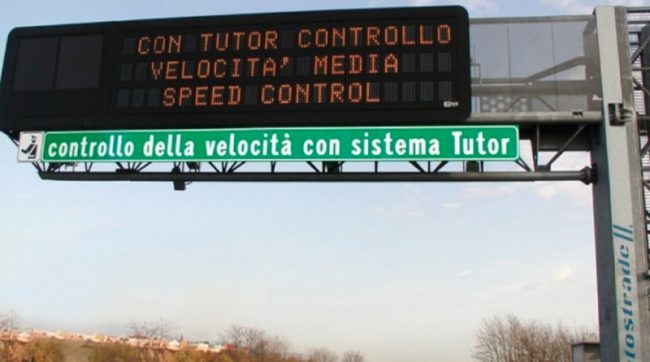 CON TUTOR CONTROLLO
VELOCITA' MEDIA
SPEED CONTROL
controllo della velocità con sistema Tutor